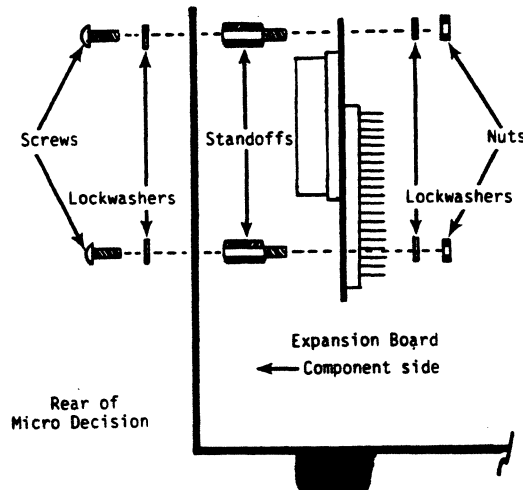 Screws
Standoffs
Nuts
Lockwashers
Lockwashers
Expansion Board
Component side
Rear of
Micro Decision